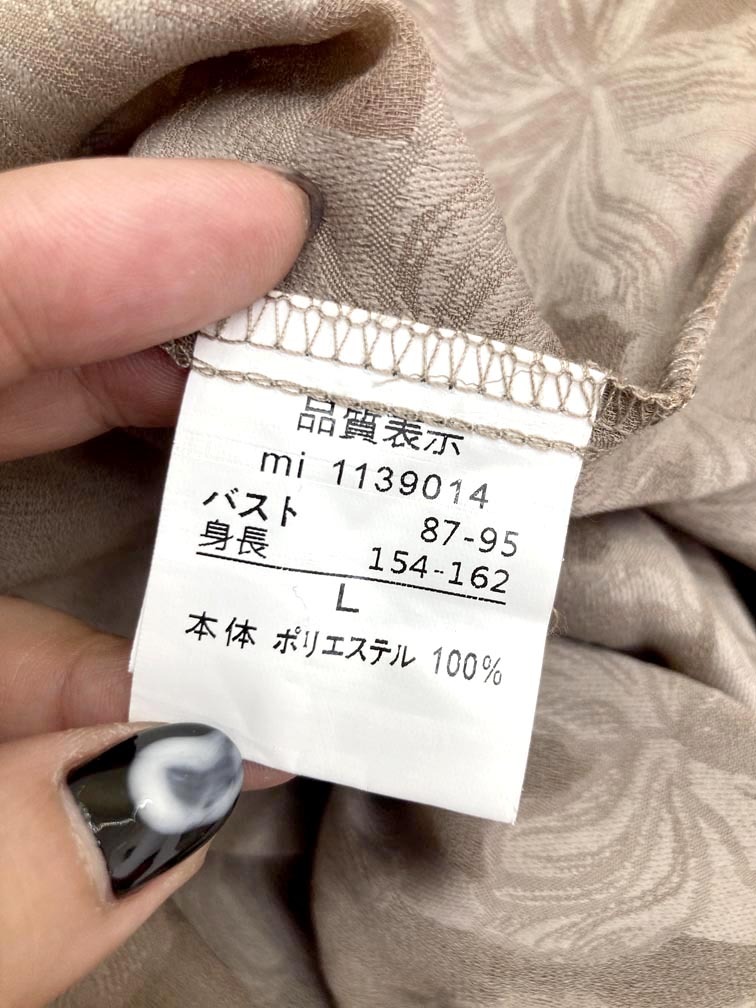 品質表示
mi 1139014
バスト 87-95
身長 154-162
L
本体 ポリエステル 100%